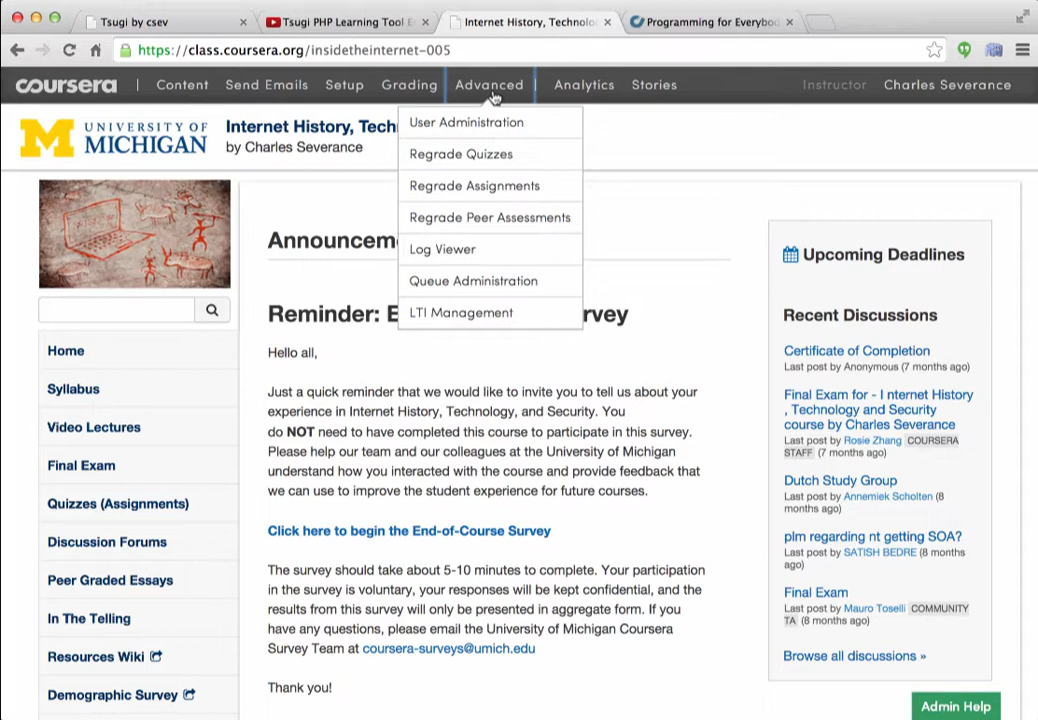 Tsugi by csev
Tsugi PHP Learning Tool E
Internet History, Technolo
Programming for Everybod
https://class.coursera.org/insidetheinternet-005
coursera | Content Send Emails Setup Grading Advanced | Analytics Stories Instructor Charles Severance
User Administration
Regrade Quizzes
Regrade Assignments
Regrade Peer Assessments
Log Viewer
Queue Administration
LTI Management
M UNIVERSITY OF MICHIGAN
Internet History, Tech
by Charles Severance
Home
Syllabus
Video Lectures
Final Exam
Quizzes (Assignments)
Discussion Forums
Peer Graded Essays
In The Telling
Resources Wiki
Demographic Survey
Announcem
Reminder: E rvey
Hello all,
Just a quick reminder that we would like to invite you to tell us about your
experience in Internet History, Technology, and Security. You
do NOT need to have completed this course to participate in this survey.
Please help our team and our colleagues at the University of Michigan
understand how you interacted with the course and provide feedback that
we can use to improve the student experience for future courses.
Click here to begin the End-of-Course Survey
The survey should take about 5-10 minutes to complete. Your participation
in the survey is voluntary, your responses will be kept confidential, and the
results from this survey will only be presented in aggregate form. If you
have any questions, please email the University of Michigan Coursera
Survey Team at coursera-surveys@umich.edu
Thank you!
Upcoming Deadlines
Recent Discussions
Certificate of Completion
Last post by Anonymous (7 months ago)
Final Exam for - I nternet History
, Technology and Security
course by Charles Severance
Last post by Rosie Zhang COURSERA
STAFF (7 months ago)
Dutch Study Group
Last post by Annemiek Scholten (8
months ago)
plm regarding nt getting SOA?
Last post by SATISH BEDRE (8 months
ago)
Final Exam
Last post by Mauro Toselli COMMUNITY
TA (8 months ago)
Browse all discussions »
Admin Help